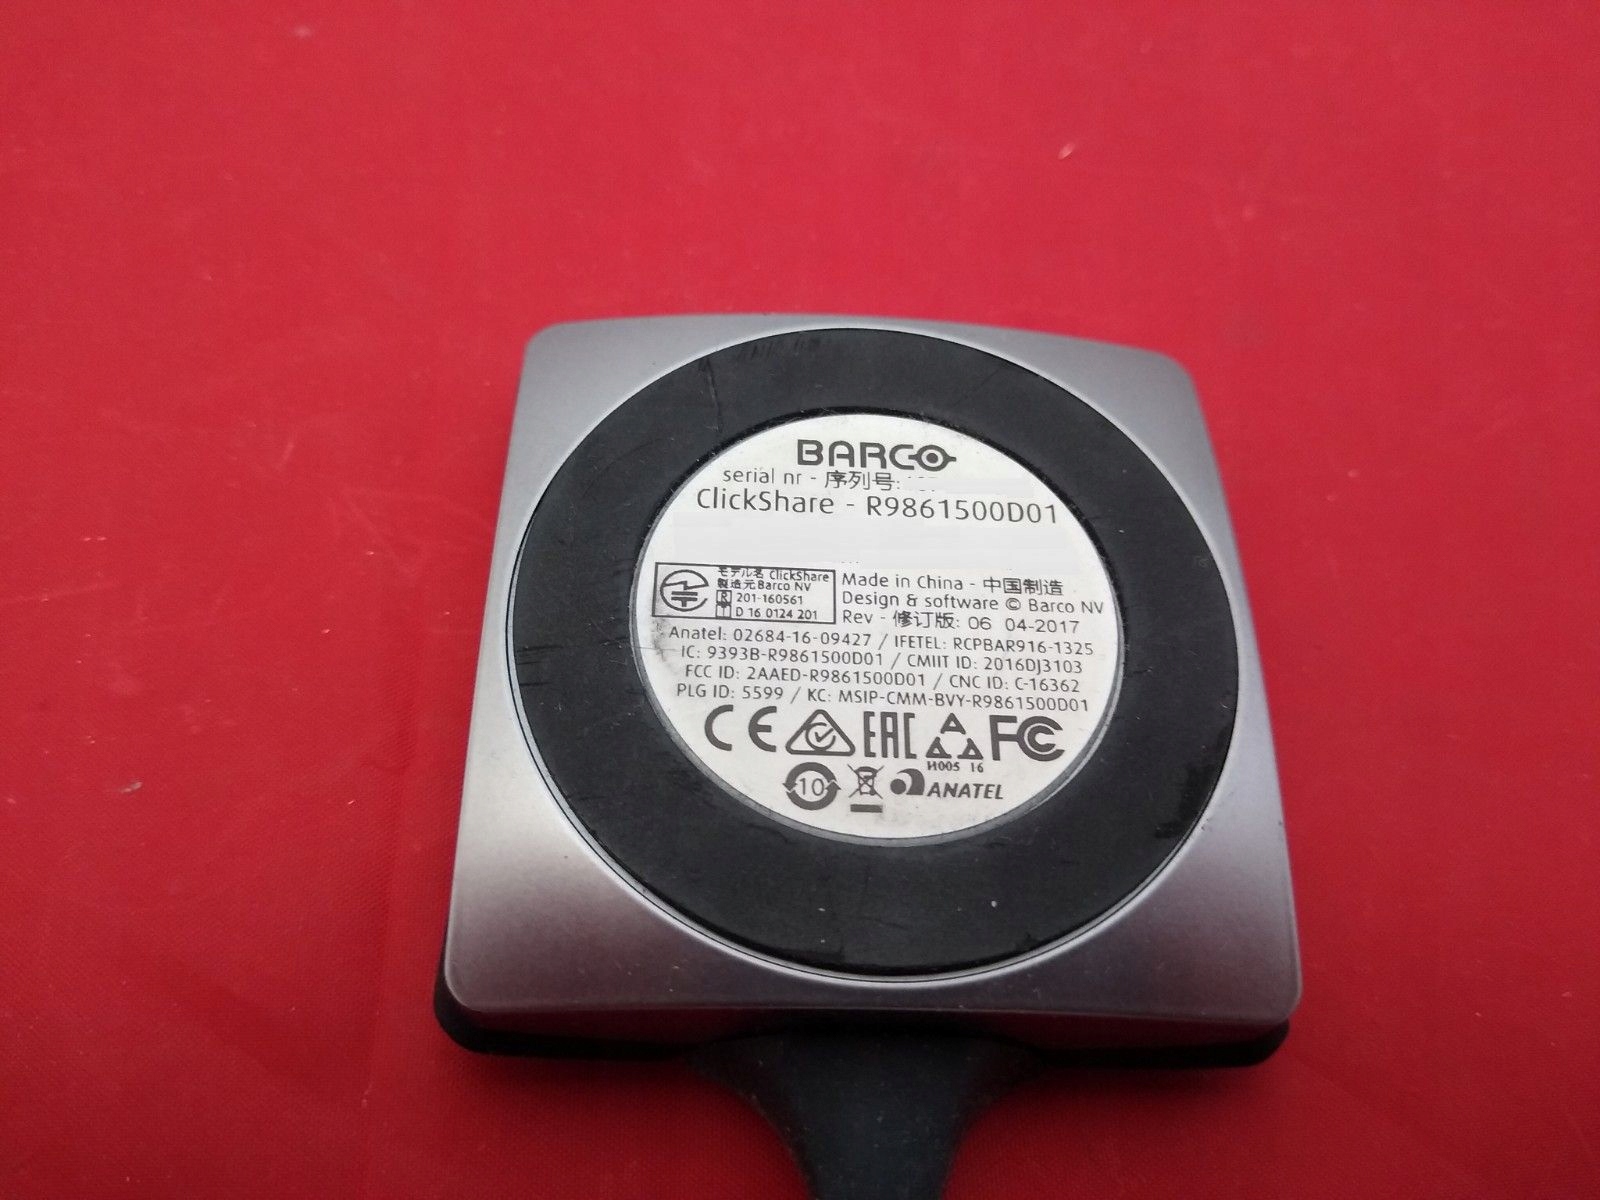 BARCO
serial nr - 序列号:
ClickShare - R9861500D01
モデル名 ClickShare
製造元 Barco NV
R 201-160561
T D 16 0124 201
Made in China - 中国制造
Design & software © Barco NV
Rev - 修订版: 06 04-2017
Anatel: 02684-16-09427 / IFETEL: RCPBAR916-1325
IC: 9393B-R9861500D01 / CMIIT ID: 2016DJ3103
FCC ID: 2AAED-R9861500D01 / CNC ID: C-16362
PLG ID: 5599 / KC: MSIP-CMM-BVY-R9861500D01
CE EAC FC
И005 16
10 ANATEL